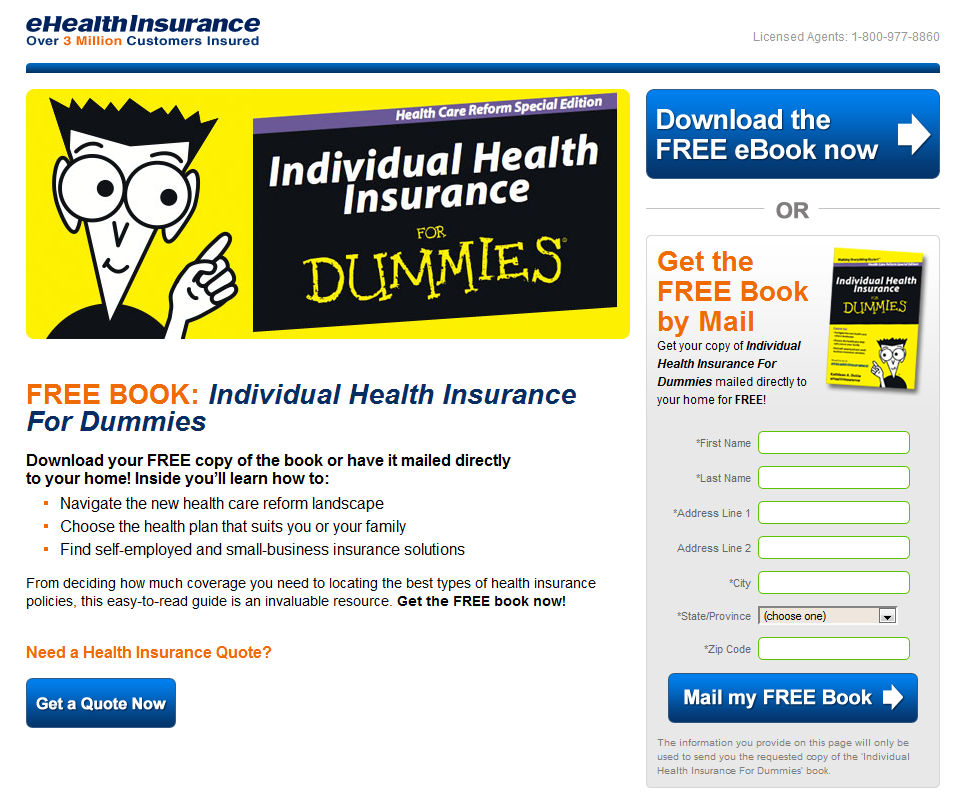 eHealthInsurance
Over 3 Million Customers Insured
Licensed Agents: 1-800-977-8860
Health Care Reform Special Edition
Individual Health
Insurance
FOR
DUMMIES®
Download the
FREE eBook now
OR
Get the
FREE Book
by Mail
Get your copy of Individual
Health Insurance For
Dummies mailed directly to
your home for FREE!
Making Everything Easier!™
Individual Health
Insurance
FOR
DUMMIES
FREE BOOK: Individual Health Insurance
For Dummies
Download your FREE copy of the book or have it mailed directly
to your home! Inside you'll learn how to:
Navigate the new health care reform landscape
Choose the health plan that suits you or your family
Find self-employed and small-business insurance solutions
From deciding how much coverage you need to locating the best types of health insurance
policies, this easy-to-read guide is an invaluable resource. Get the FREE book now!
Need a Health Insurance Quote?
Get a Quote Now
*First Name
*Last Name
*Address Line 1
Address Line 2
*City
*State/Province (choose one)
*Zip Code
Mail my FREE Book
The information you provide on this page will only be
used to send you the requested copy of the 'Individual
Health Insurance For Dummies' book.